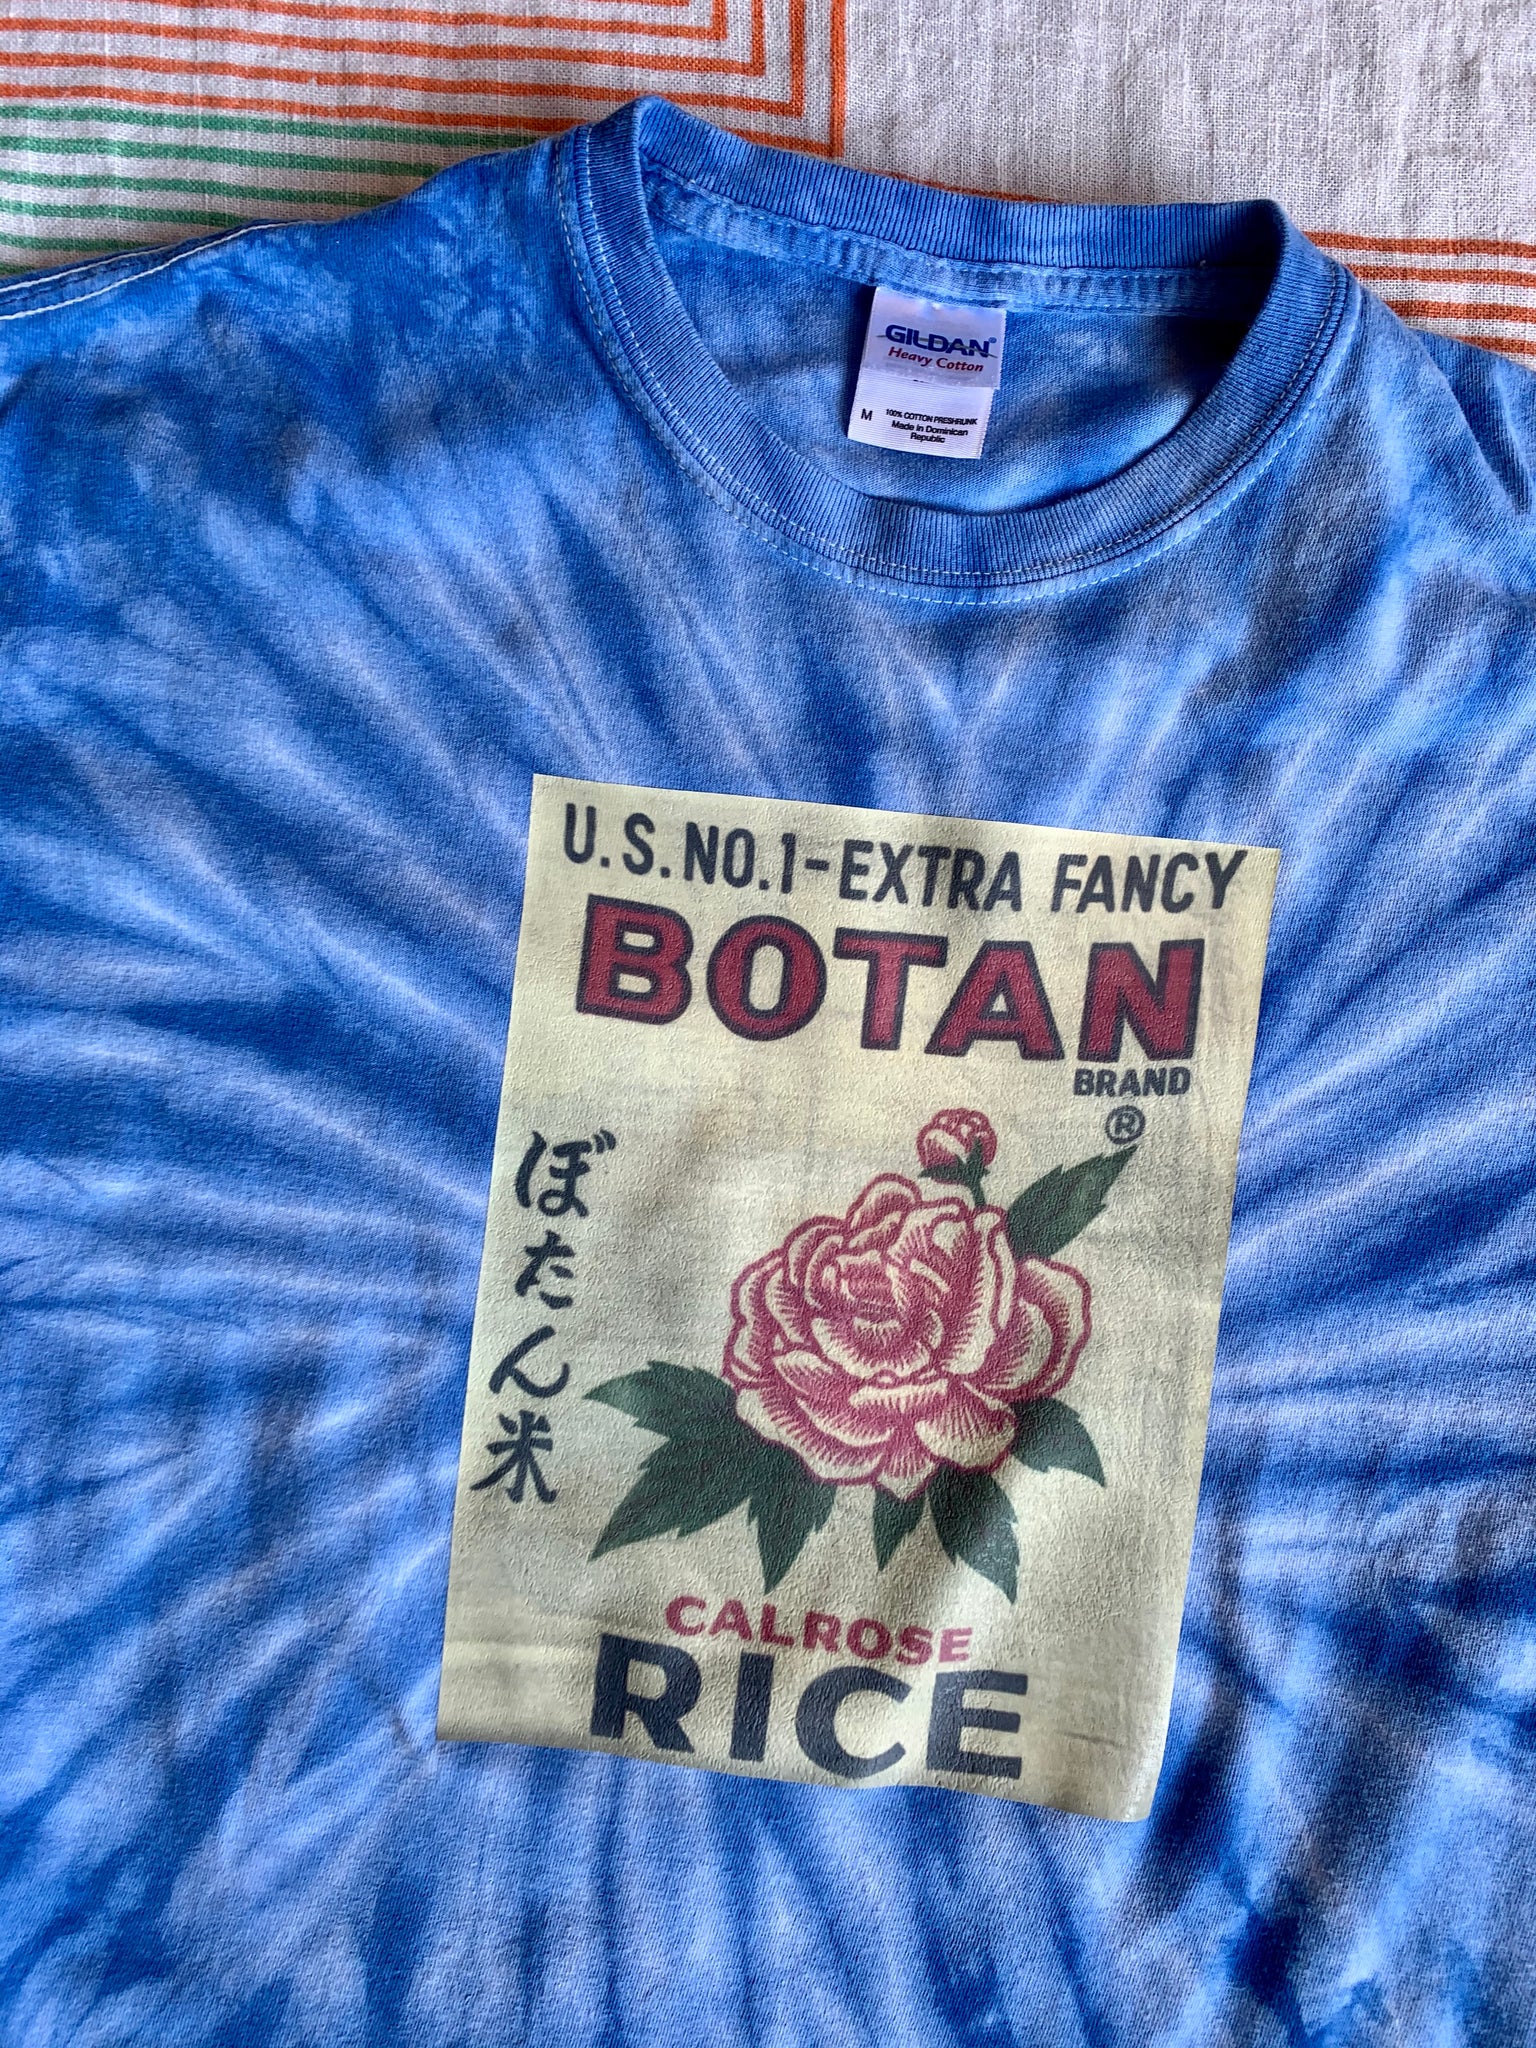 GILDAN®
Heavy Cotton
M
100% COTTON PRESHRUNK
Made in Dominican
Republic
U.S. NO.1-EXTRA FANCY
BOTAN
BRAND
®
ぼたん米
CALROSE
RICE